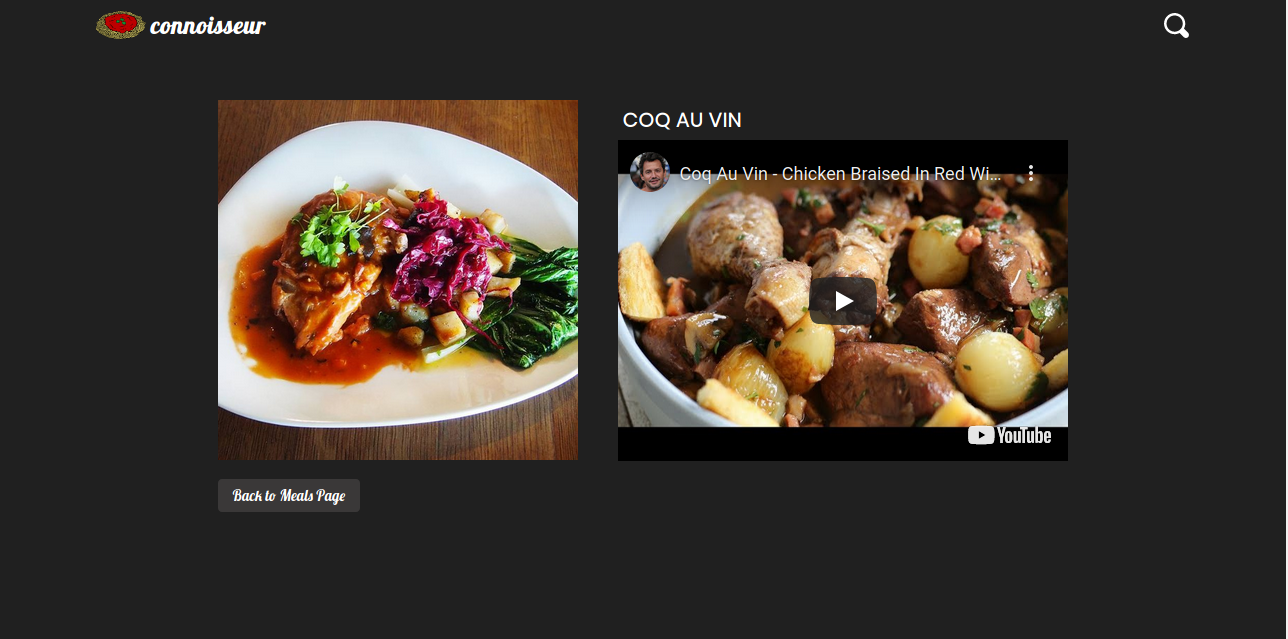 connoisseur
COQ AU VIN
Coq Au Vin - Chicken Braised In Red Wi...
YouTube
Back to Meals Page